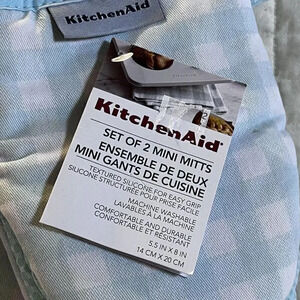 KitchenAid
KitchenAid
SET OF 2 MINI MITTS
ENSEMBLE DE DEUX
MINI GANTS DE CUISINE
TEXTURED SILICONE FOR EASY GRIP
SILICONE STRUCTURÉE POUR PRISE FACILE
MACHINE WASHABLE
LAVABLES À LA MACHINE
COMFORTABLE AND DURABLE
CONFORTABLE ET RÉSISTANT
5.5 IN X 8 IN
14 CM X 20 CM